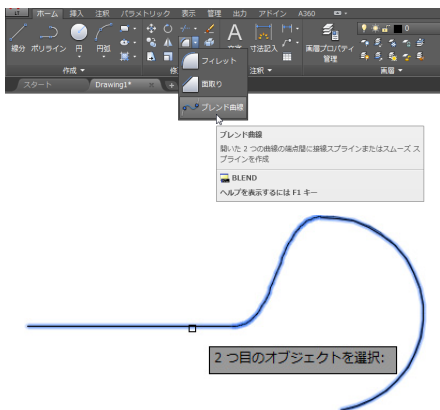 ホーム 挿入 注釈 パラメトリック 表示 管理 出力 アドイン A360
線分 ポリライン 円 円弧
寸法記入
画層プロパティ
管理
0
作成
注釈
画層
フィレット
面取り
ブレンド曲線
スタート Drawing1*
ブレンド曲線
開いた 2 つの曲線の端点間に接線スプラインまたはスムーズ ス
プラインを作成
BLEND
ヘルプを表示するには F1 キー
2 つ目のオブジェクトを選択: